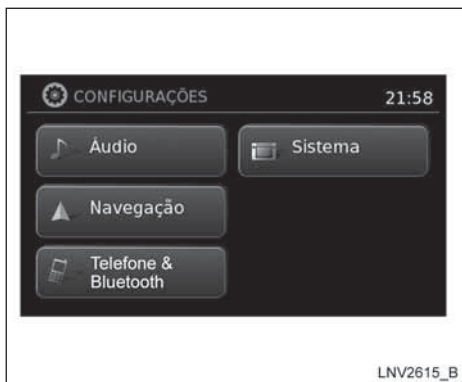 CONFIGURAÇÕES 21:58
Áudio
Sistema
Navegação
Telefone &
Bluetooth
LNV2615_B